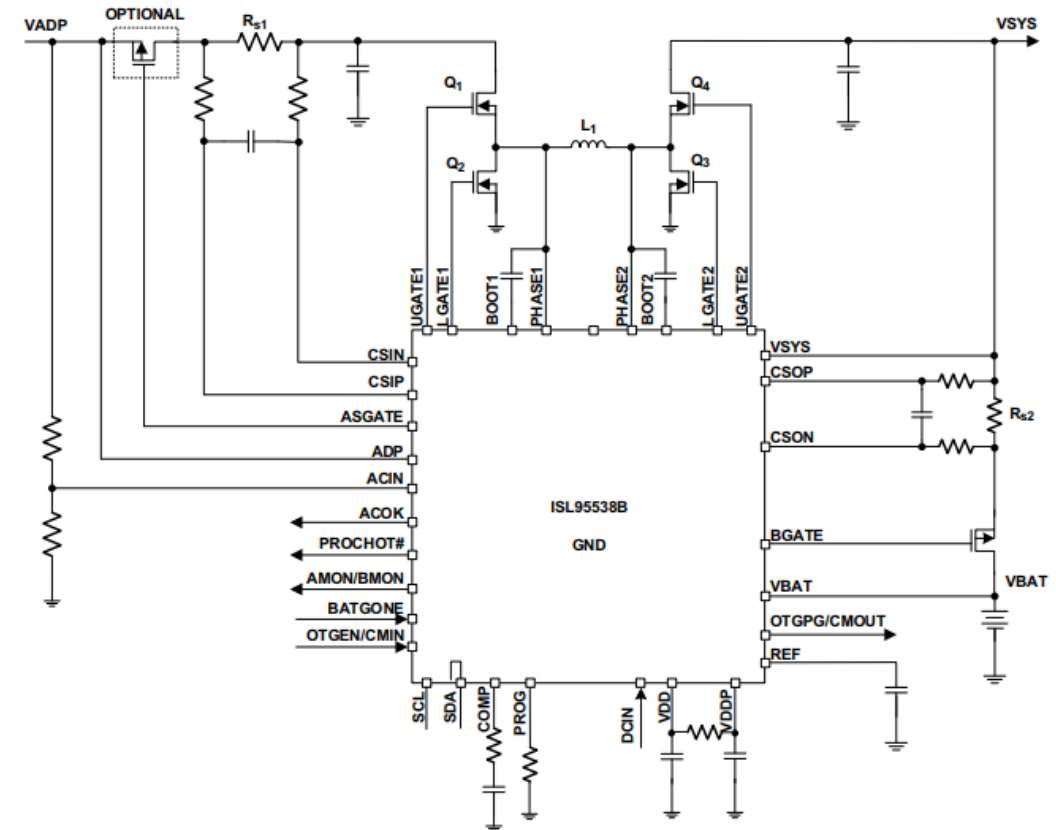 OPTIONAL
VADP
Rs1
VSYS
Q1
Q4
L1
Q2
Q3
UGATE1
LGATE1
BOOT1
PHASE1
PHASE2
BOOT2
LGATE2
UGATE2
CSIN
CSIP
ASGATE
ADP
ACIN
ACOK
PROCHOT#
AMON/BMON
BATGONE
OTGEN/CMIN
ISL95538B
GND
VSYS
CSOP
Rs2
CSON
BGATE
VBAT
VBAT
OTGPG/CMOUT
REF
SCL
SDA
COMP
PROG
DCIN
VDD
VDDP